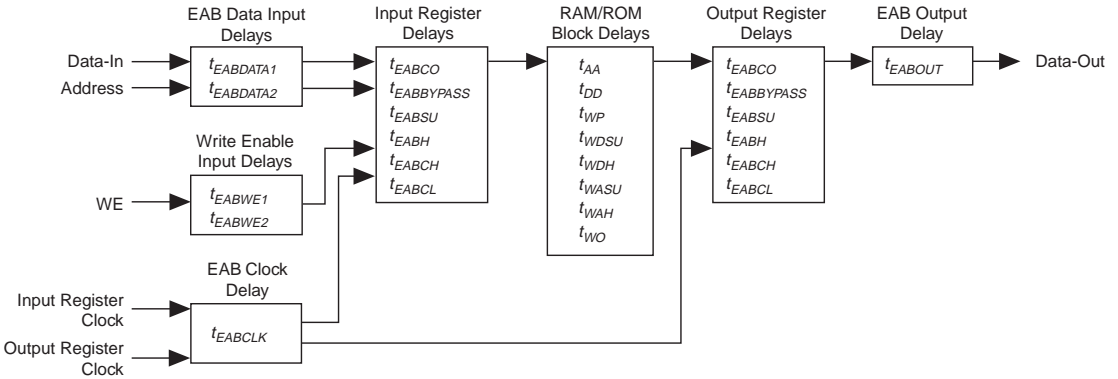 EAB Data Input
Delays
Input Register
Delays
RAM/ROM
Block Delays
Output Register
Delays
EAB Output
Delay
Data-In
Address
tEABDATA1
tEABDATA2
tEABCO
tEABBYPASS
tEABSU
tEABH
tEABCH
tEABCL
tAA
tDD
tWP
tWDSU
tWDH
tWASU
tWAH
tWO
tEABCO
tEABBYPASS
tEABSU
tEABH
tEABCH
tEABCL
tEABOUT
Data-Out
Write Enable
Input Delays
WE
tEABWE1
tEABWE2
EAB Clock
Delay
Input Register
Clock
tEABCLK
Output Register
Clock